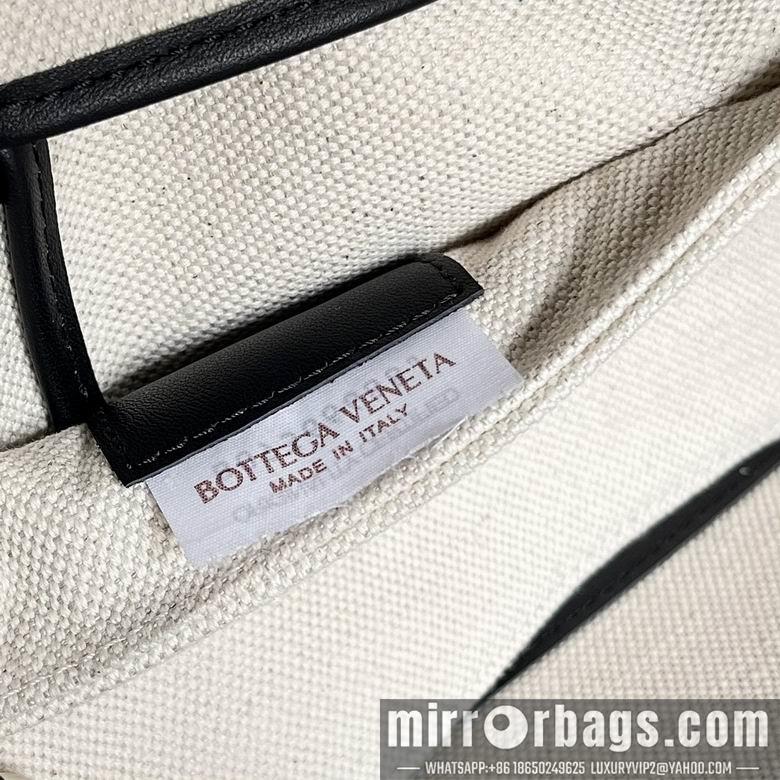 BOTTEGA VENETA
MADE IN ITALY
mirrorbags.com
WHATSAPP:+86 18650249625 LUXURYVIP2@YAHOO.COM